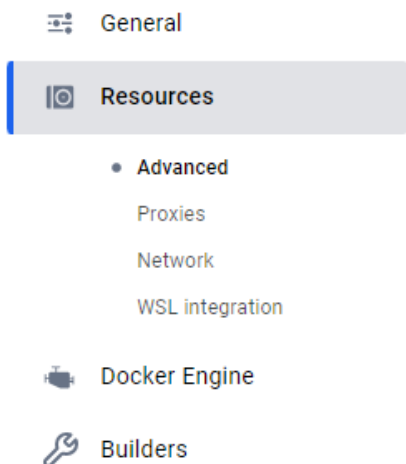 General
Resources
Advanced
Proxies
Network
WSL integration
Docker Engine
Builders